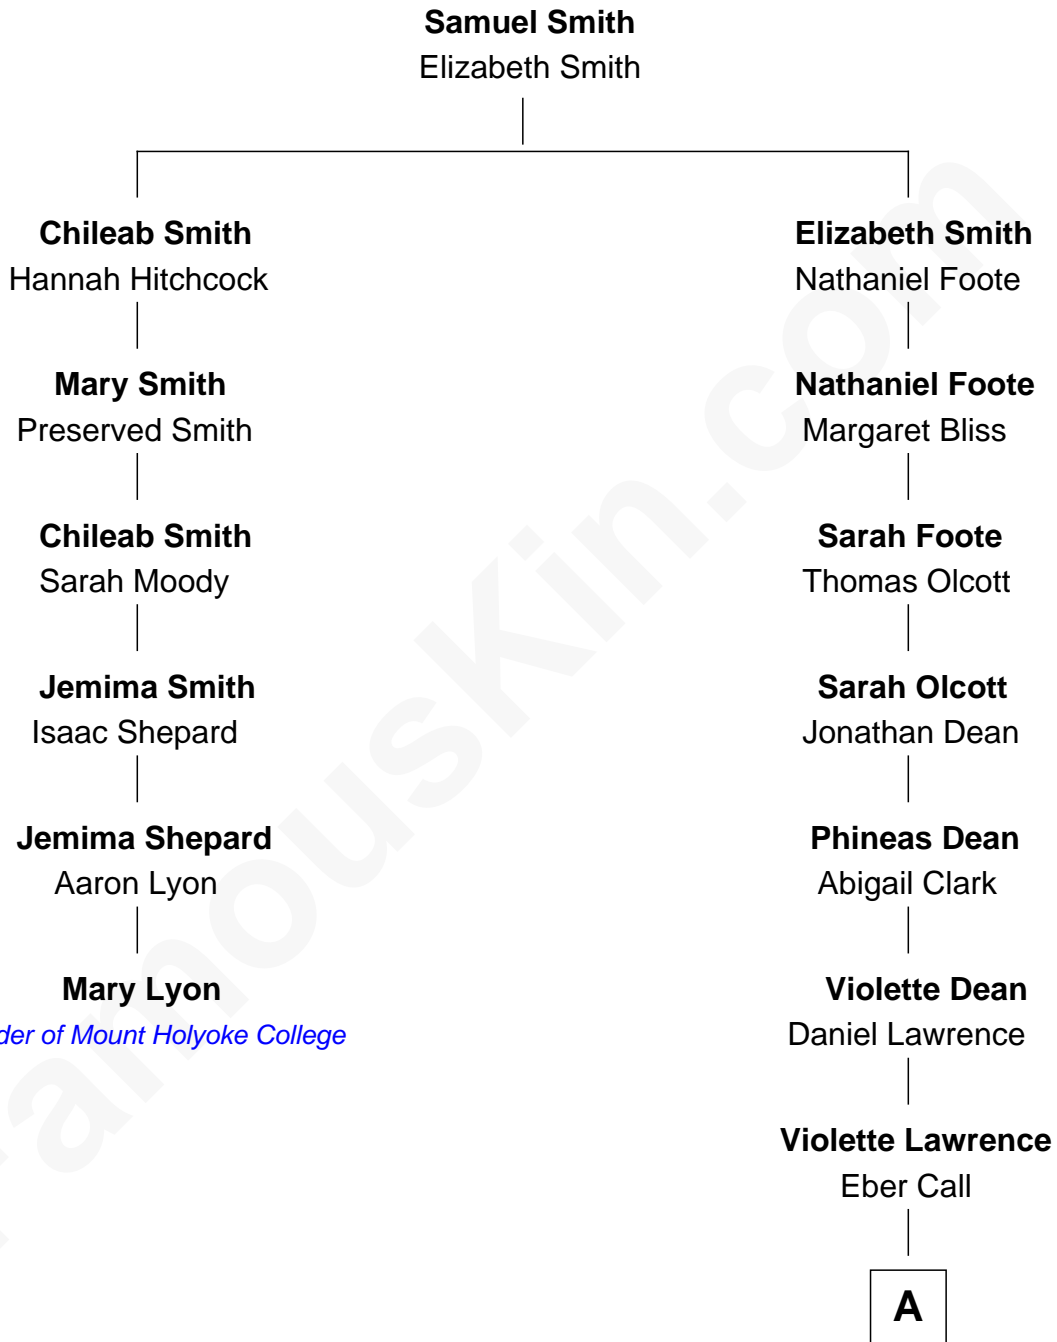 Samuel Smith
Elizabeth Smith
Chileab Smith
Hannah Hitchcock
Mary Smith
Preserved Smith
Chileab Smith
Sarah Moody
Jemima Smith
Isaac Shepard
Jemima Shepard
Aaron Lyon
Mary Lyon
der of Mount Holyoke College
Elizabeth Smith
Nathaniel Foote
Nathaniel Foote
Margaret Bliss
Sarah Foote
Thomas Olcott
Sarah Olcott
Jonathan Dean
Phineas Dean
Abigail Clark
Violette Dean
Daniel Lawrence
Violette Lawrence
Eber Call
A
FamousKin.com